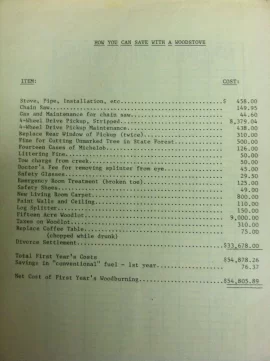 HOW YOU CAN SAVE WITH A WOODSTOVE
ITEM: COST:
Stove, Pipe, Installation, etc. $ 458.00
Chain Saw 149.95
Gas and Maintenance for chain saw 44.60
4-Wheel Drive Pickup, Stripped 8,379.04
4-Wheel Drive Pickup Maintenance 438.00
Replace Rear Window of Pickup (twice) 310.00
Fine for Cutting Unmarked Tree in State Forest 500.00
Fourteen Cases of Michelob 126.00
Littering Fine 50.00
Tow charge from creek 50.00
Doctor's Fee for removing splinter from eye 45.00
Safety Glasses 29.50
Emergency Room Treatment (broken toe) 125.00
Safety Shoes 49.00
New Living Room Carpet 800.00
Paint Walls and Ceiling 110.00
Log Splitter 150.00
Fifteen Acre Woodlot 9,000.00
Taxes on Woodlot 310.00
Replace Coffee Table 75.00
(chopped while drunk)
Divorce Settlement $33,678.00
Total First Year's Costs $54,878.24
Savings in "conventional" fuel - 1st year 76.37
Net Cost of First Year's Woodburning $54,805.89